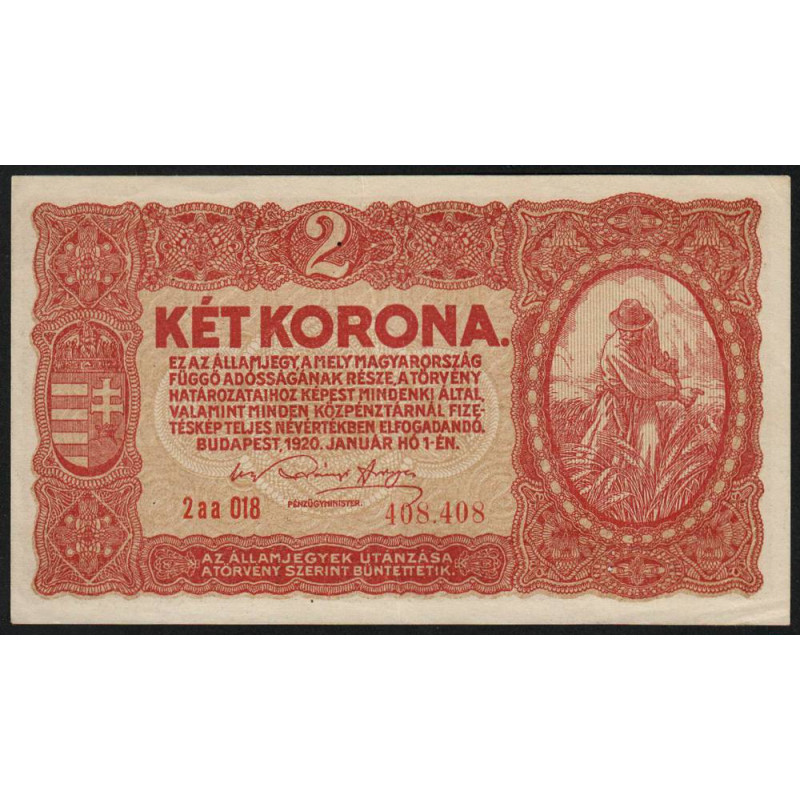 2
KÉT KORONA.
EZ AZ ÁLLAMJEGY, A MELY MAGYARORSZÁG
FÜGGŐ ADÓSSÁGÁNAK RÉSZE, A TÖRVÉNY
HATÁROZATAIHOZ KÉPEST MINDENKI ÁLTAL,
VALAMINT MINDEN KÖZPÉNZTÁRNÁL FIZE-
TÉSKÉP TELJES NÉVÉRTÉKBEN ELFOGADANDÓ.
BUDAPEST, 1920. JANUÁR HÓ 1-ÉN.
2aa 018
PÉNZÜGYMINISTER.
408.408
AZ ÁLLAMJEGYEK UTÁNZÁSA
A TÖRVÉNY SZERINT BÜNTETTETIK.